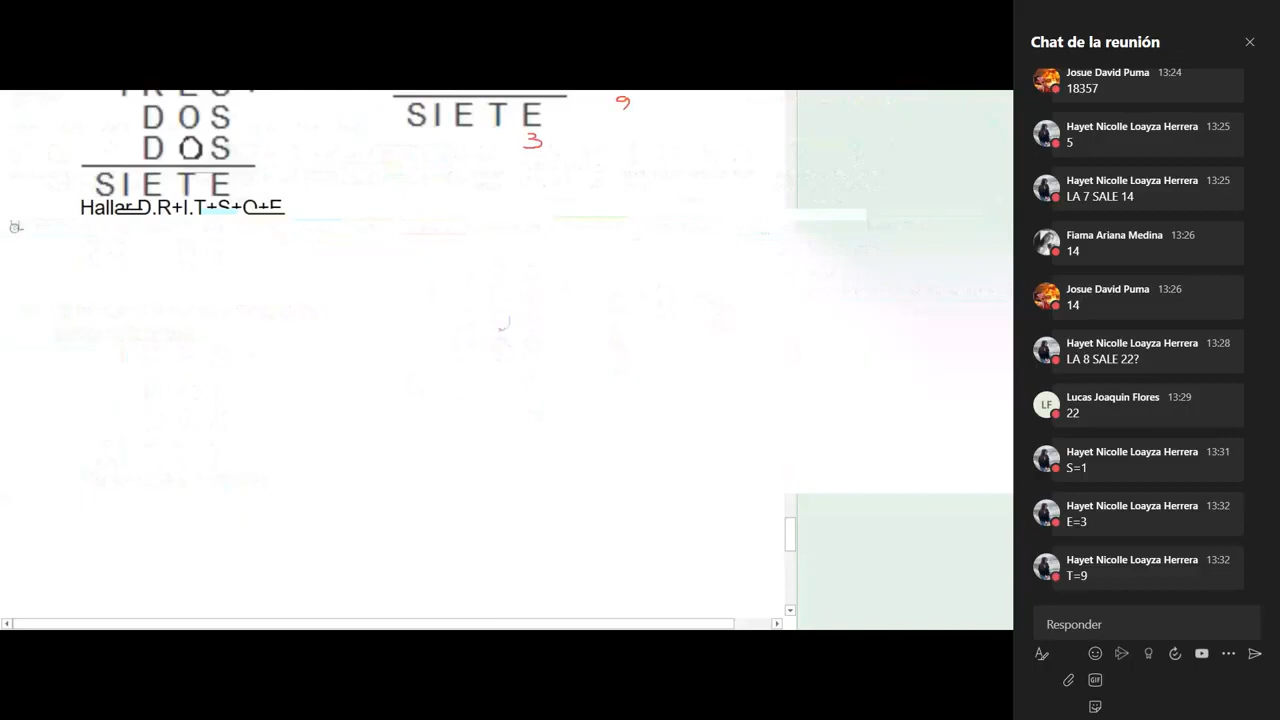 TRES +
DOS
DOS
SIETE
Hallar D.R+I.T+S+O+E
SIETE
9
3
Chat de la reunión
Josue David Puma 13:24
18357
Hayet Nicolle Loayza Herrera 13:25
5
Hayet Nicolle Loayza Herrera 13:25
LA 7 SALE 14
Fiama Ariana Medina 13:26
14
Josue David Puma 13:26
14
Hayet Nicolle Loayza Herrera 13:28
LA 8 SALE 22?
LF
Lucas Joaquin Flores 13:29
22
Hayet Nicolle Loayza Herrera 13:31
S=1
Hayet Nicolle Loayza Herrera 13:32
E=3
Hayet Nicolle Loayza Herrera 13:32
T=9
Responder
GIF